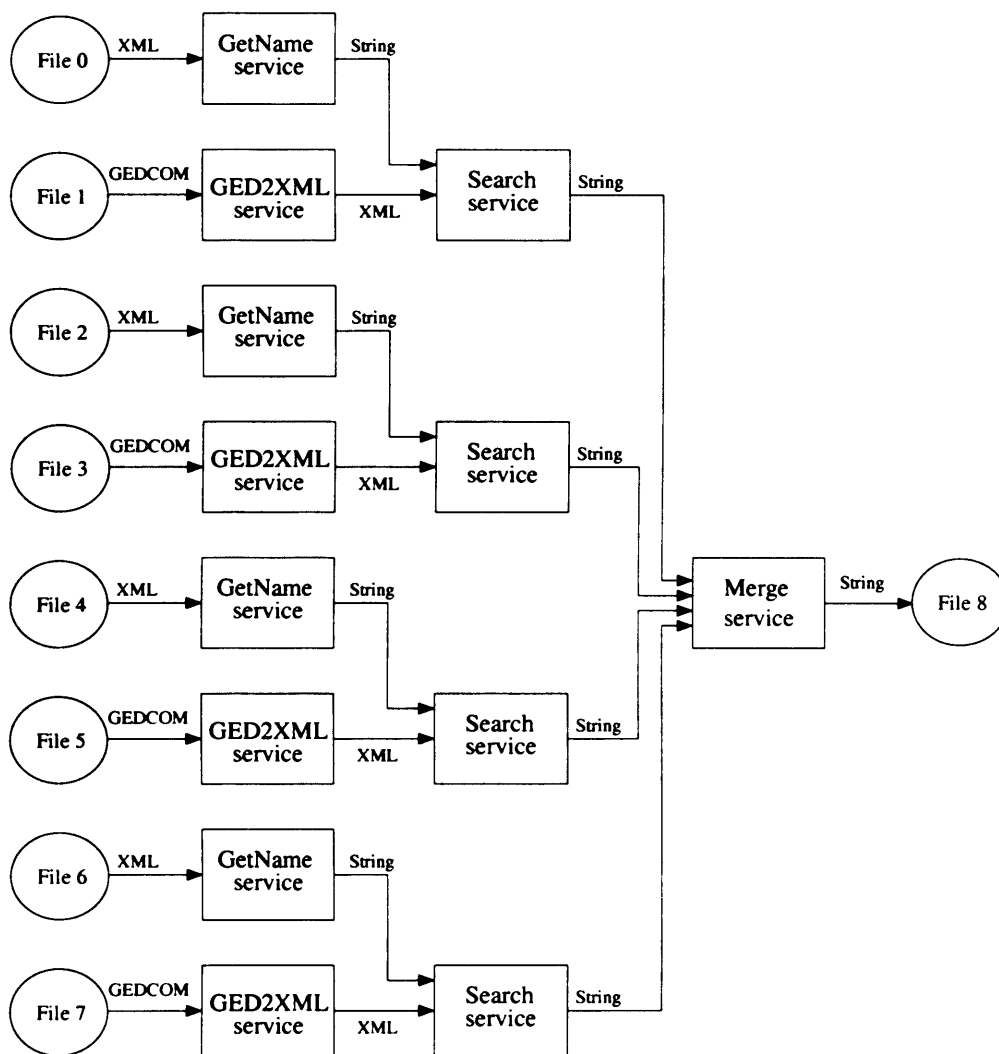 XML
String
File 0
GetName
service
GEDCOM
File 1
GED2XML
service
XML
Search
service
String
XML
String
File 2
GetName
service
GEDCOM
File 3
GED2XML
service
XML
Search
service
String
XML
String
File 4
GetName
service
Merge
service
String
File 8
GEDCOM
File 5
GED2XML
service
XML
Search
service
String
XML
String
File 6
GetName
service
GEDCOM
File 7
GED2XML
service
XML
Search
service
String